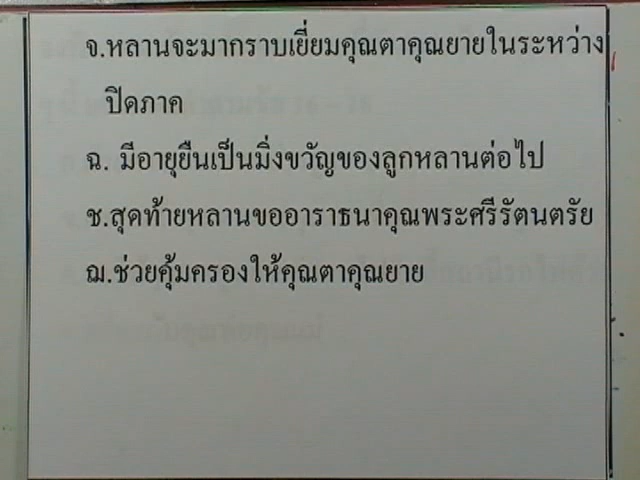 จ.หลานจะมากราบเยี่ยมคุณตาคุณยายในระหว่าง
ปิดภาค
ฉ. มีอายุยืนเป็นมิ่งขวัญของลูกหลานต่อไป
ช.สุดท้ายหลานขออาราธนาคุณพระศรีรัตนตรัย
ฌ.ช่วยคุ้มครองให้คุณตาคุณยาย